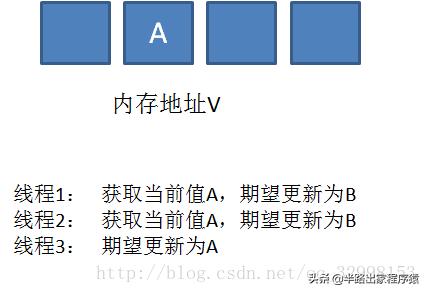 A
内存地址V
线程1： 获取当前值A，期望更新为B
线程2： 获取当前值A，期望更新为B
线程3： 期望更新为A
http://blog.csdn.net/qq_32998153
头条@半路出家程序猿